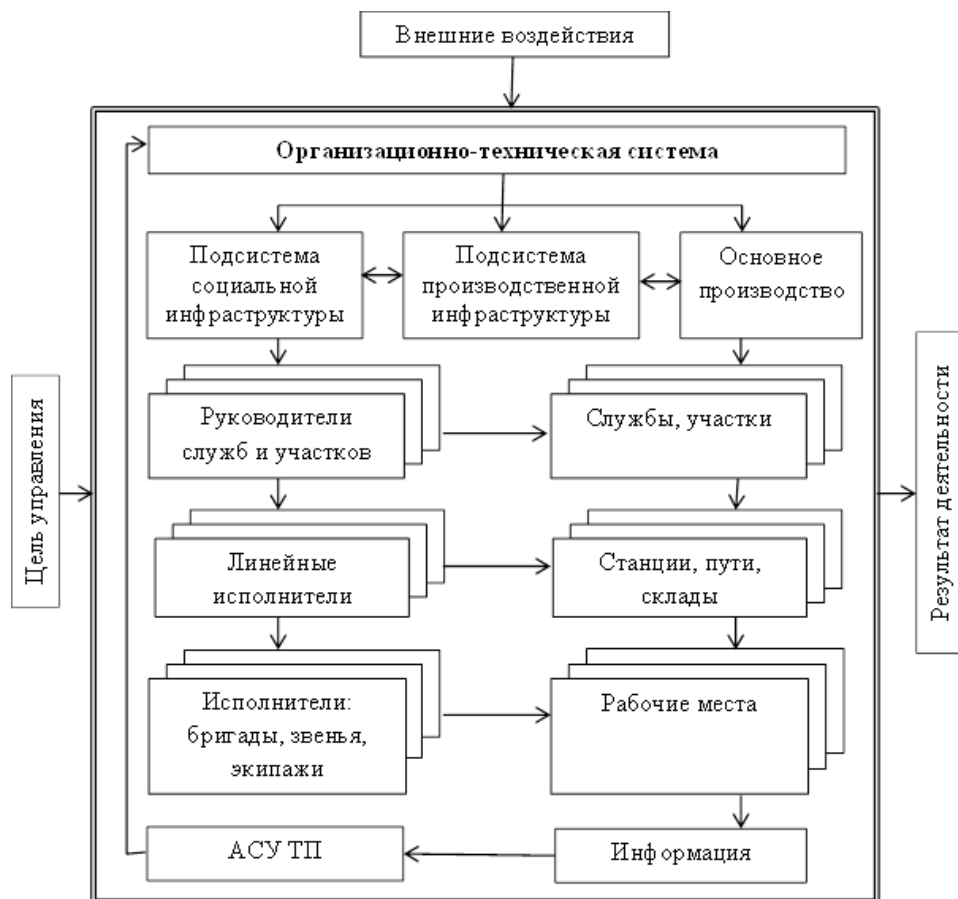 Внешние воздействия
Организационно-техническая система
Подсистема
социальной
инфраструктуры
Подсистема
производственной
инфраструктуры
Основное
производство
Руководители
служб и участков
Службы, участки
Цель управления
Результат деятельности
Линейные
исполнители
Станции, пути,
склады
Исполнители:
бригады, звенья,
экипажи
Рабочие места
АСУ ТП
Информация